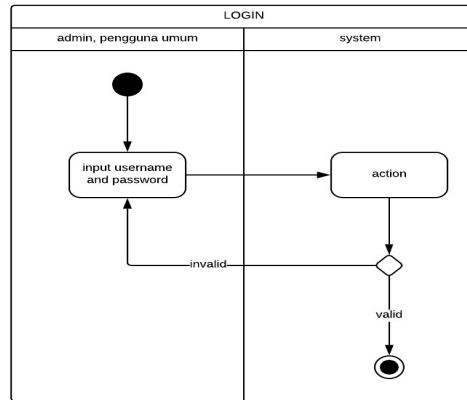 LOGIN
admin, pengguna umum
system
input username
and password
action
invalid
valid